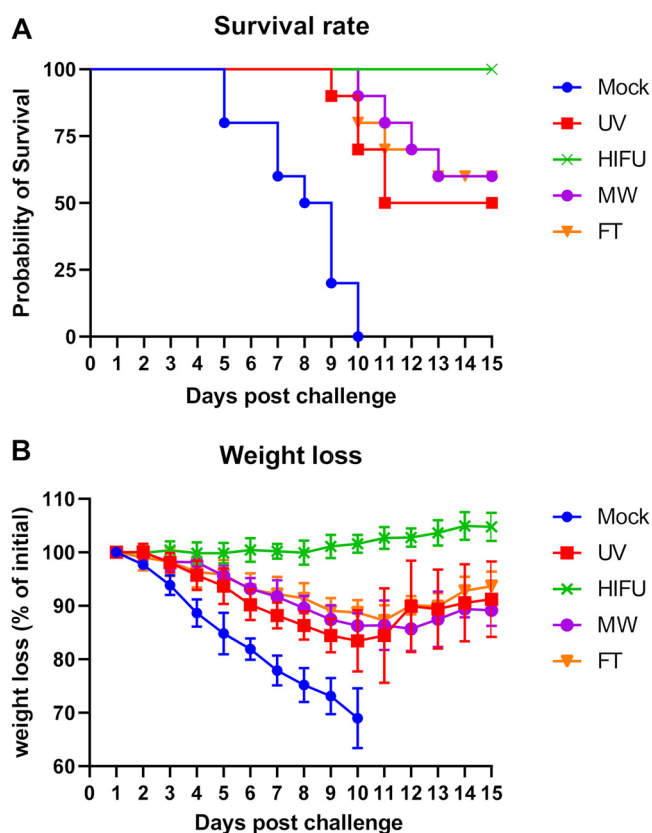 A
Survival rate
Probability of Survival
100
75
50
25
0
0 1 2 3 4 5 6 7 8 9 10 11 12 13 14 15
Days post challenge
Mock
UV
HIFU
MW
FT
B
Weight loss
weight loss (% of initial)
110
100
90
80
70
60
0 1 2 3 4 5 6 7 8 9 10 11 12 13 14 15
Days post challenge
Mock
UV
HIFU
MW
FT